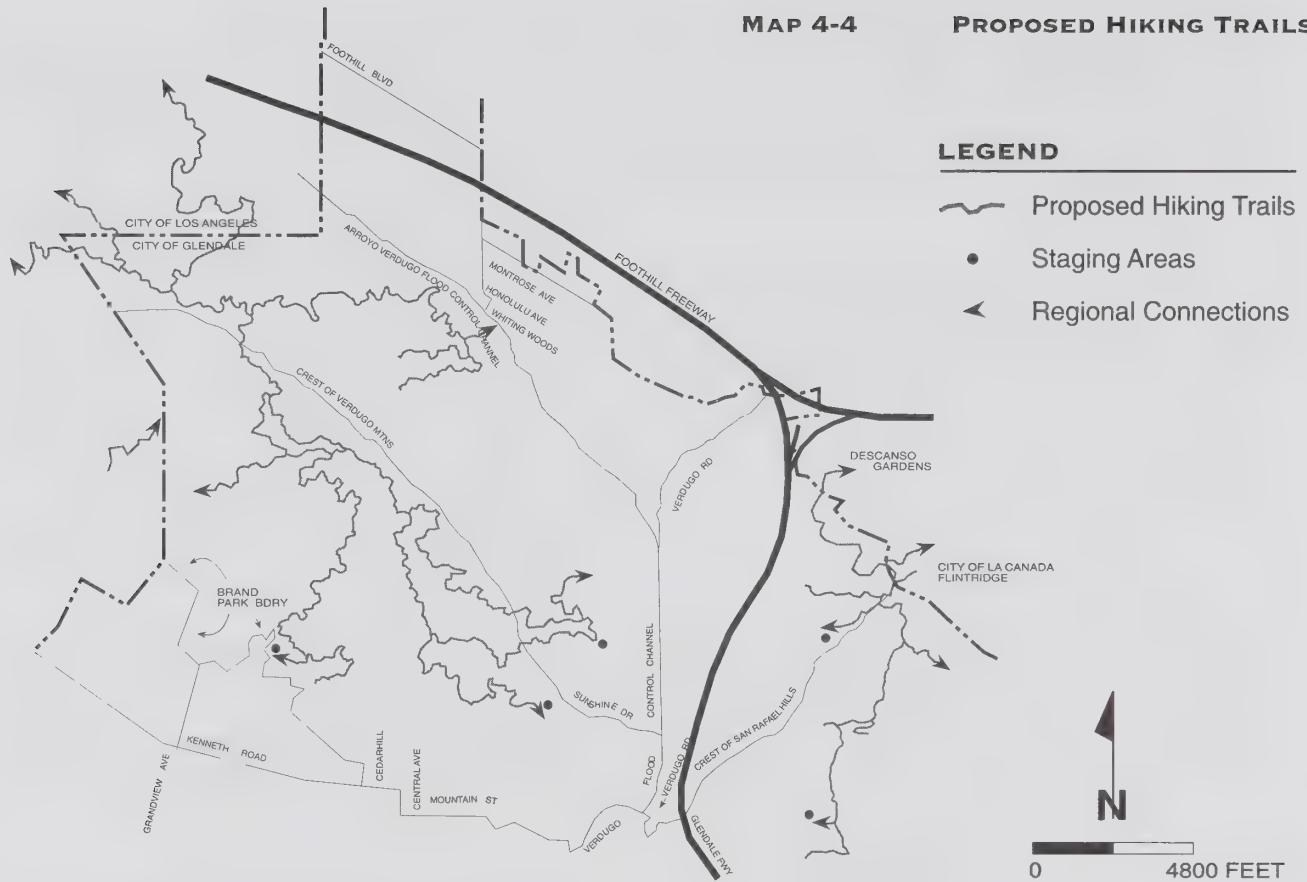 MAP 4-4 PROPOSED HIKING TRAILS
LEGEND
Proposed Hiking Trails
Staging Areas
Regional Connections
FOOTHILL BLVD
CITY OF LOS ANGELES
CITY OF GLENDALE
ARROYO VERDUGO FLOOD CONTROL CHANNEL
MONTROSE AVE
HONOLULU AVE
WHITING WOODS
FOOTHILL FREEWAY
CREST OF VERDUGO MTNS
VERDUGO RD
DESCANSO
GARDENS
CITY OF LA CANADA
FLINTRIDGE
BRAND
PARK BDRY
CONTROL CHANNEL
FLOOD
VERDUGO
SUNSHINE DR
VERDUGO RD
CREST OF SAN RAFAEL HILLS
GRANDVIEW AVE
KENNETH ROAD
CEDARHILL
CENTRAL AVE
MOUNTAIN ST
GLENDALE FWY
N
0 4800 FEET